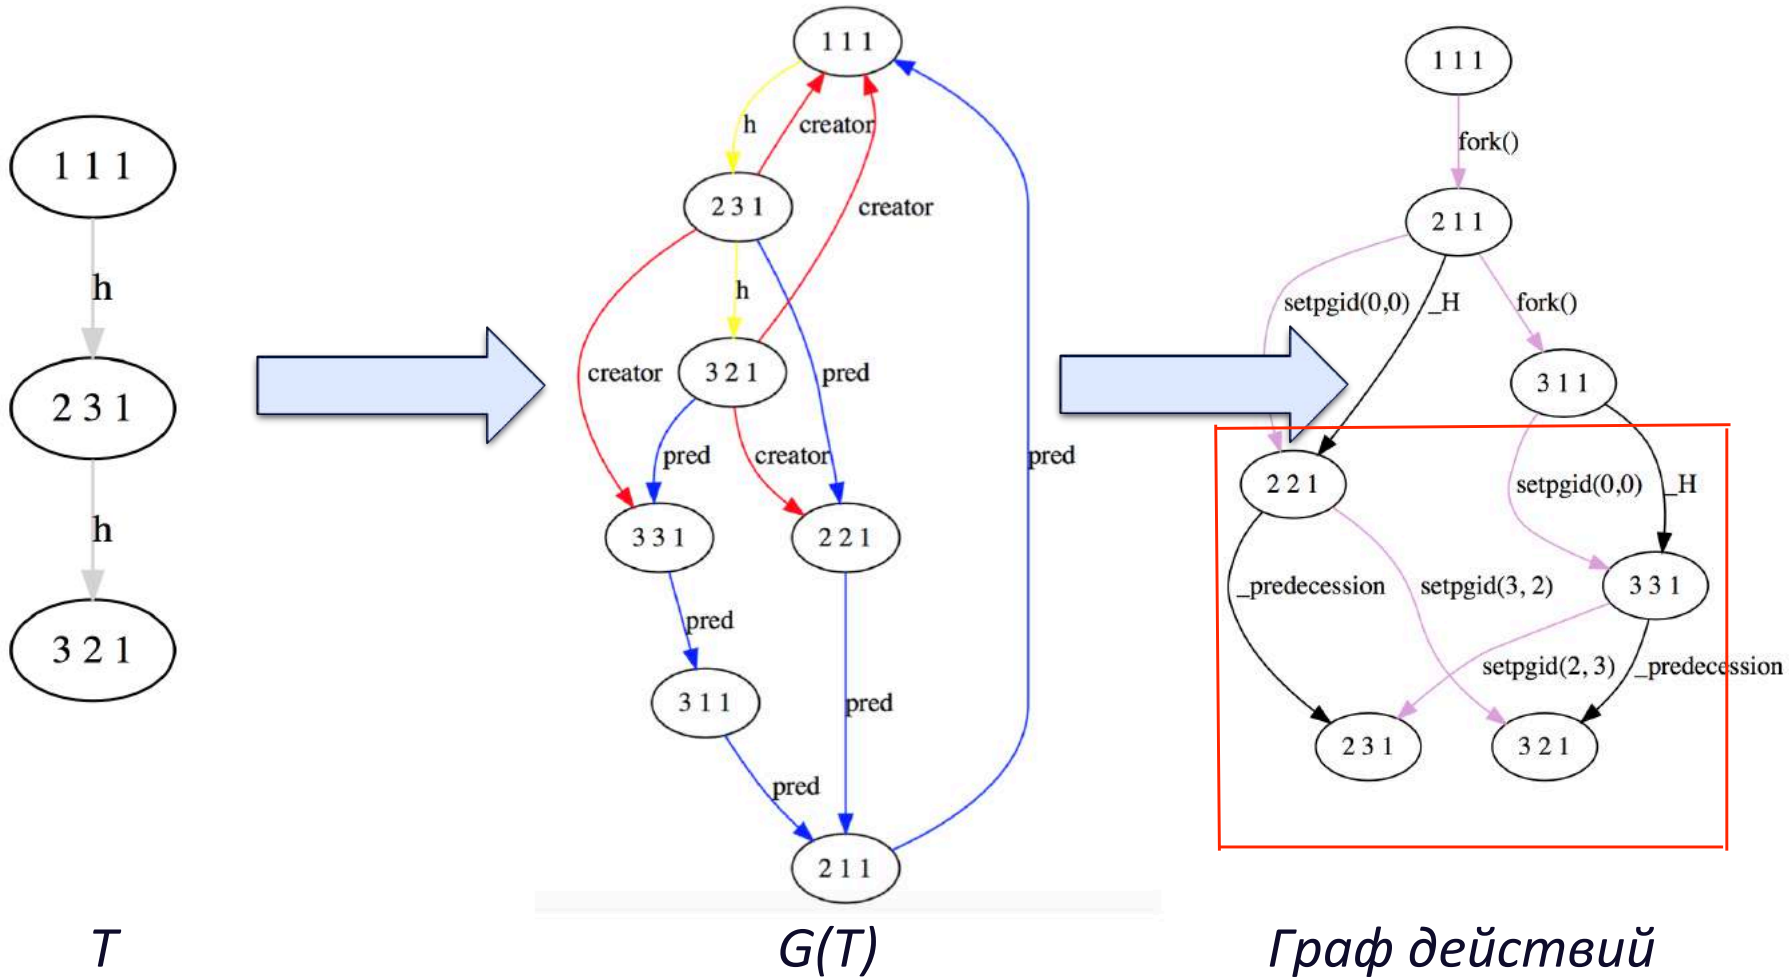 1 1 1
h
2 3 1
h
3 2 1
T
1 1 1
h
creator
2 3 1
creator
h
creator
3 2 1
pred
pred
creator
pred
3 3 1
2 2 1
pred
3 1 1
pred
pred
2 1 1
G(T)
1 1 1
fork()
2 1 1
setpgid(0,0)
_H
fork()
3 1 1
2 2 1
setpgid(0,0)
_H
_predecession
setpgid(3, 2)
3 3 1
setpgid(2, 3)
_predecession
2 3 1
3 2 1
Граф действий